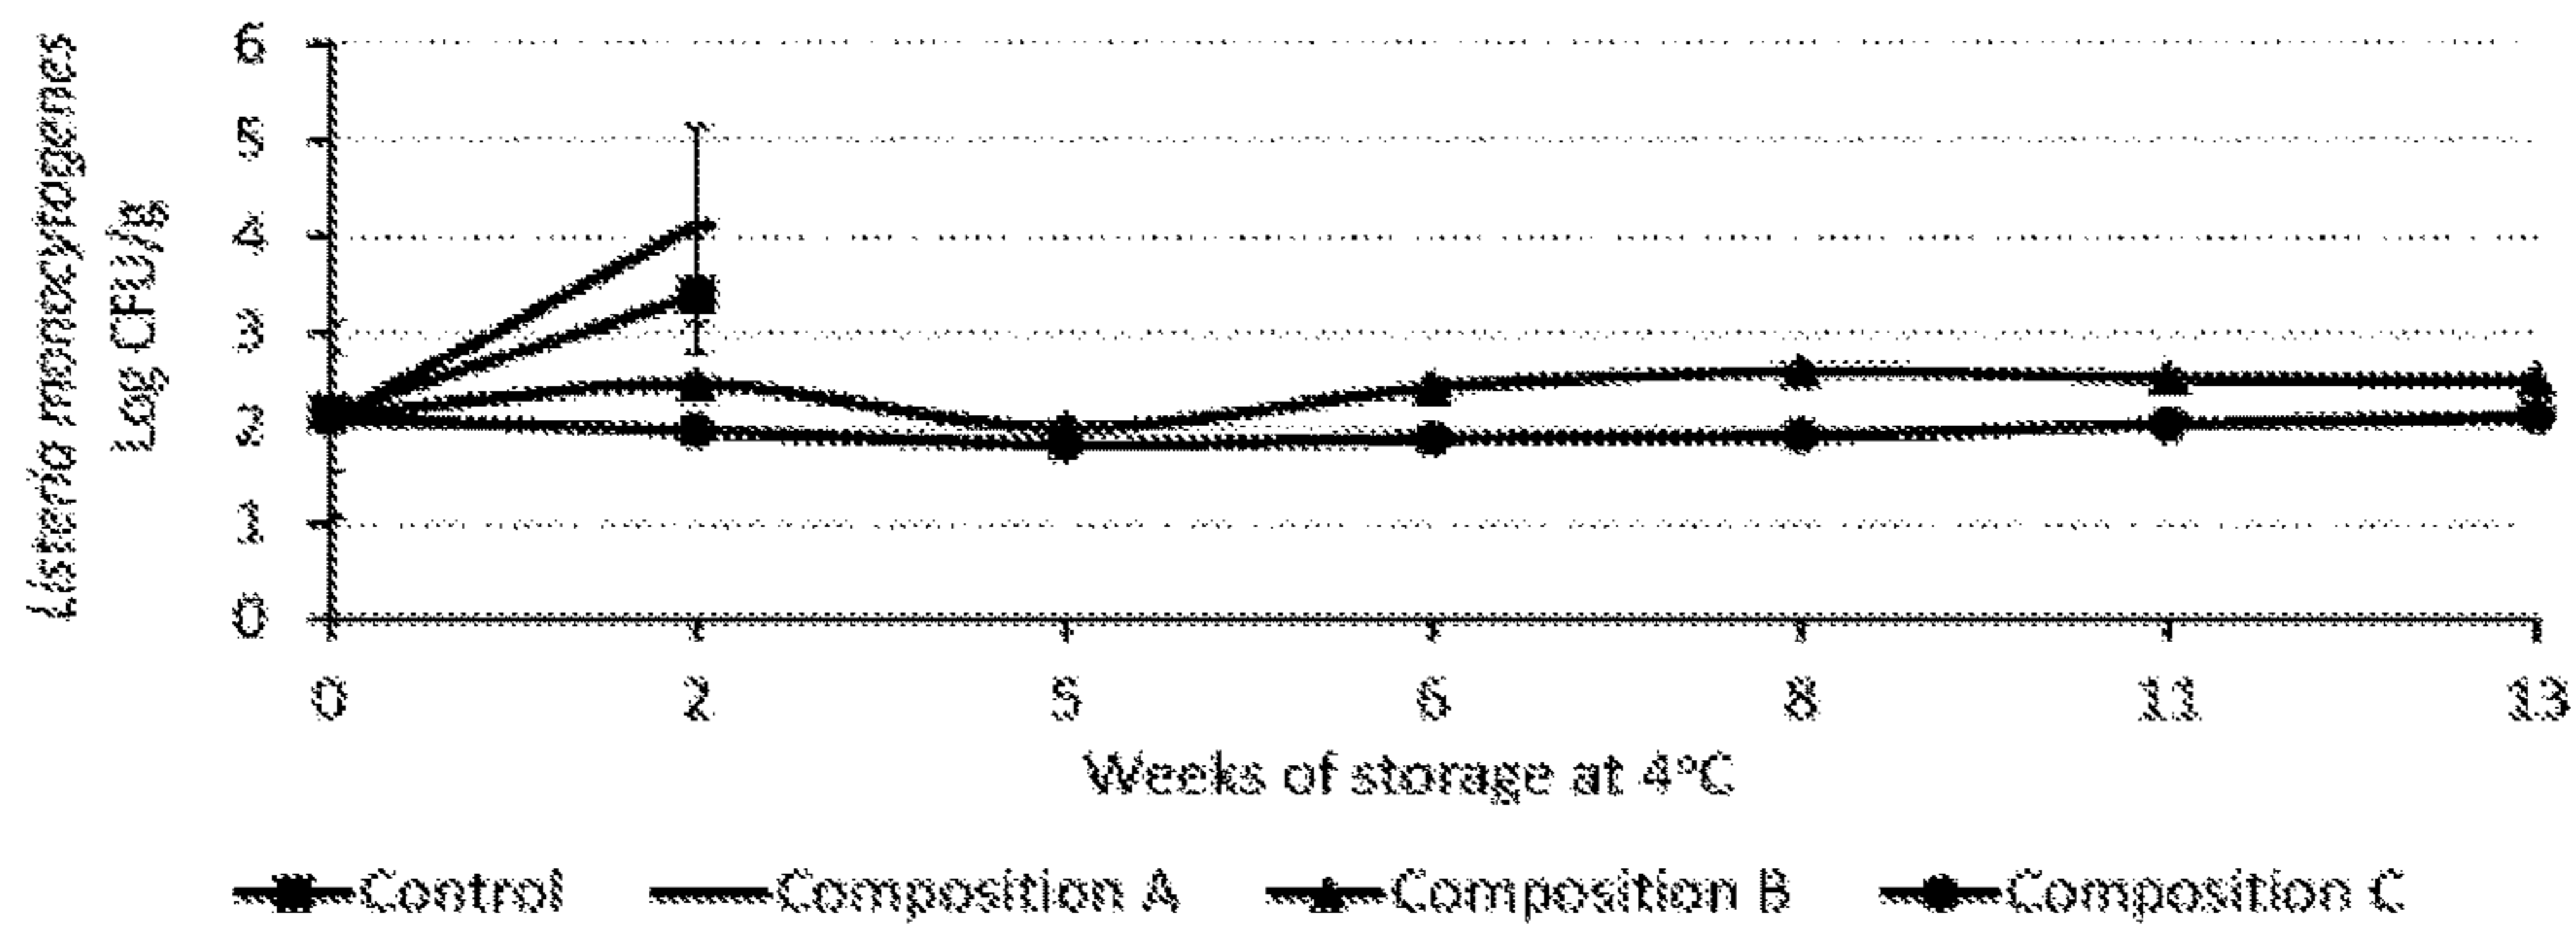 Listeria monocytogenes
Log CFU/g
6
5
4
3
2
1
0
0 2 5 6 8 11 13
Weeks of storage at 4°C
Control Composition A Composition B Composition C